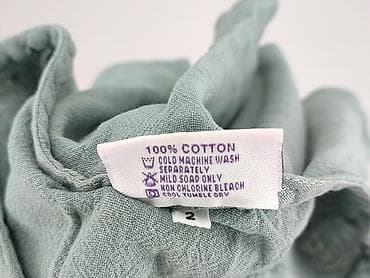 100% COTTON
COLD MACHINE WASH
SEPARATELY
MILD SOAP ONLY
NON CHLORINE BLEACH
COOL TUMBLE DRY
2